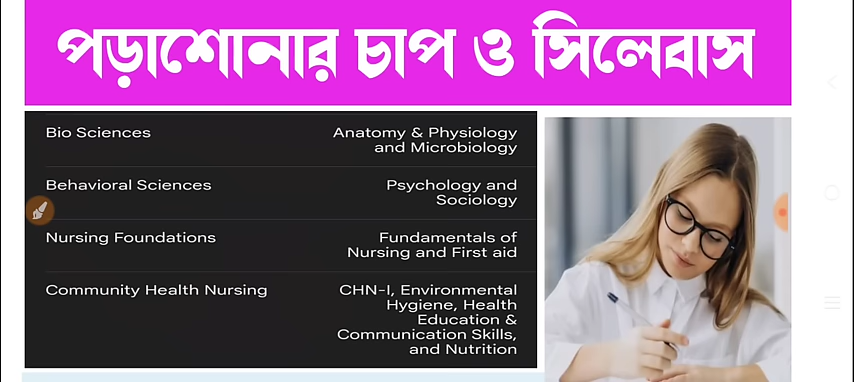 পড়াশোনার চাপ ও সিলেবাস
Bio Sciences
Anatomy & Physiology
and Microbiology
Behavioral Sciences
Psychology and
Sociology
Nursing Foundations
Fundamentals of
Nursing and First aid
Community Health Nursing
CHN-I, Environmental
Hygiene, Health
Education &
Communication Skills,
and Nutrition